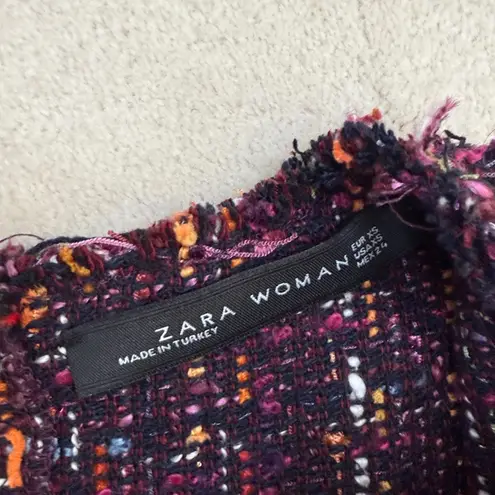 ZARA WOMAN
MADE IN TURKEY
EUR XS
USA XS
MEX 24